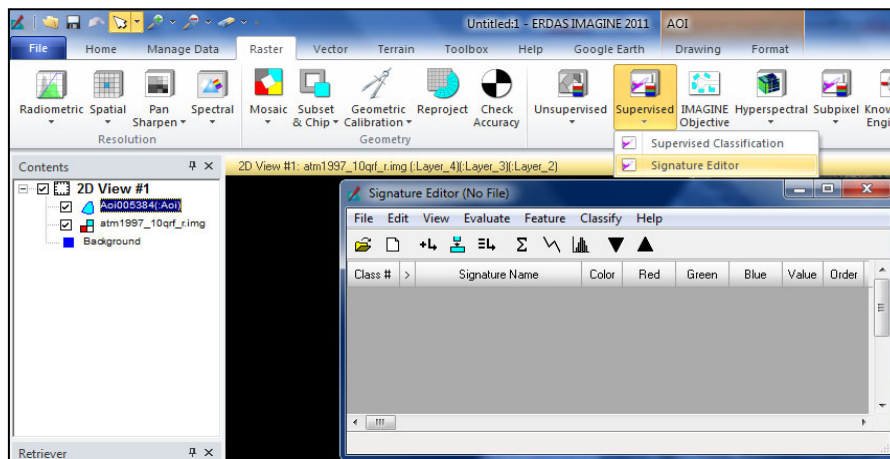 Untitled:1 - ERDAS IMAGINE 2011 AOI
File Home Manage Data Raster Vector Terrain Toolbox Help Google Earth Drawing Format
Radiometric Spatial Pan Sharpen Spectral Mosaic Subset & Chip Geometric Calibration Reproject Check Accuracy Unsupervised Supervised IMAGINE Objective Hyperspectral Subpixel
Resolution Geometry
Supervised Classification
Signature Editor
Contents
2D View #1: atm1997_10qrf_r.img (:Layer_4)(:Layer_3)(:Layer_2)
2D View #1
Aoi005384(:Aoi)
atm1997_10qrf_r.img
Background
Signature Editor (No File)
File Edit View Evaluate Feature Classify Help
Class # > Signature Name Color Red Green Blue Value Order
Retriever